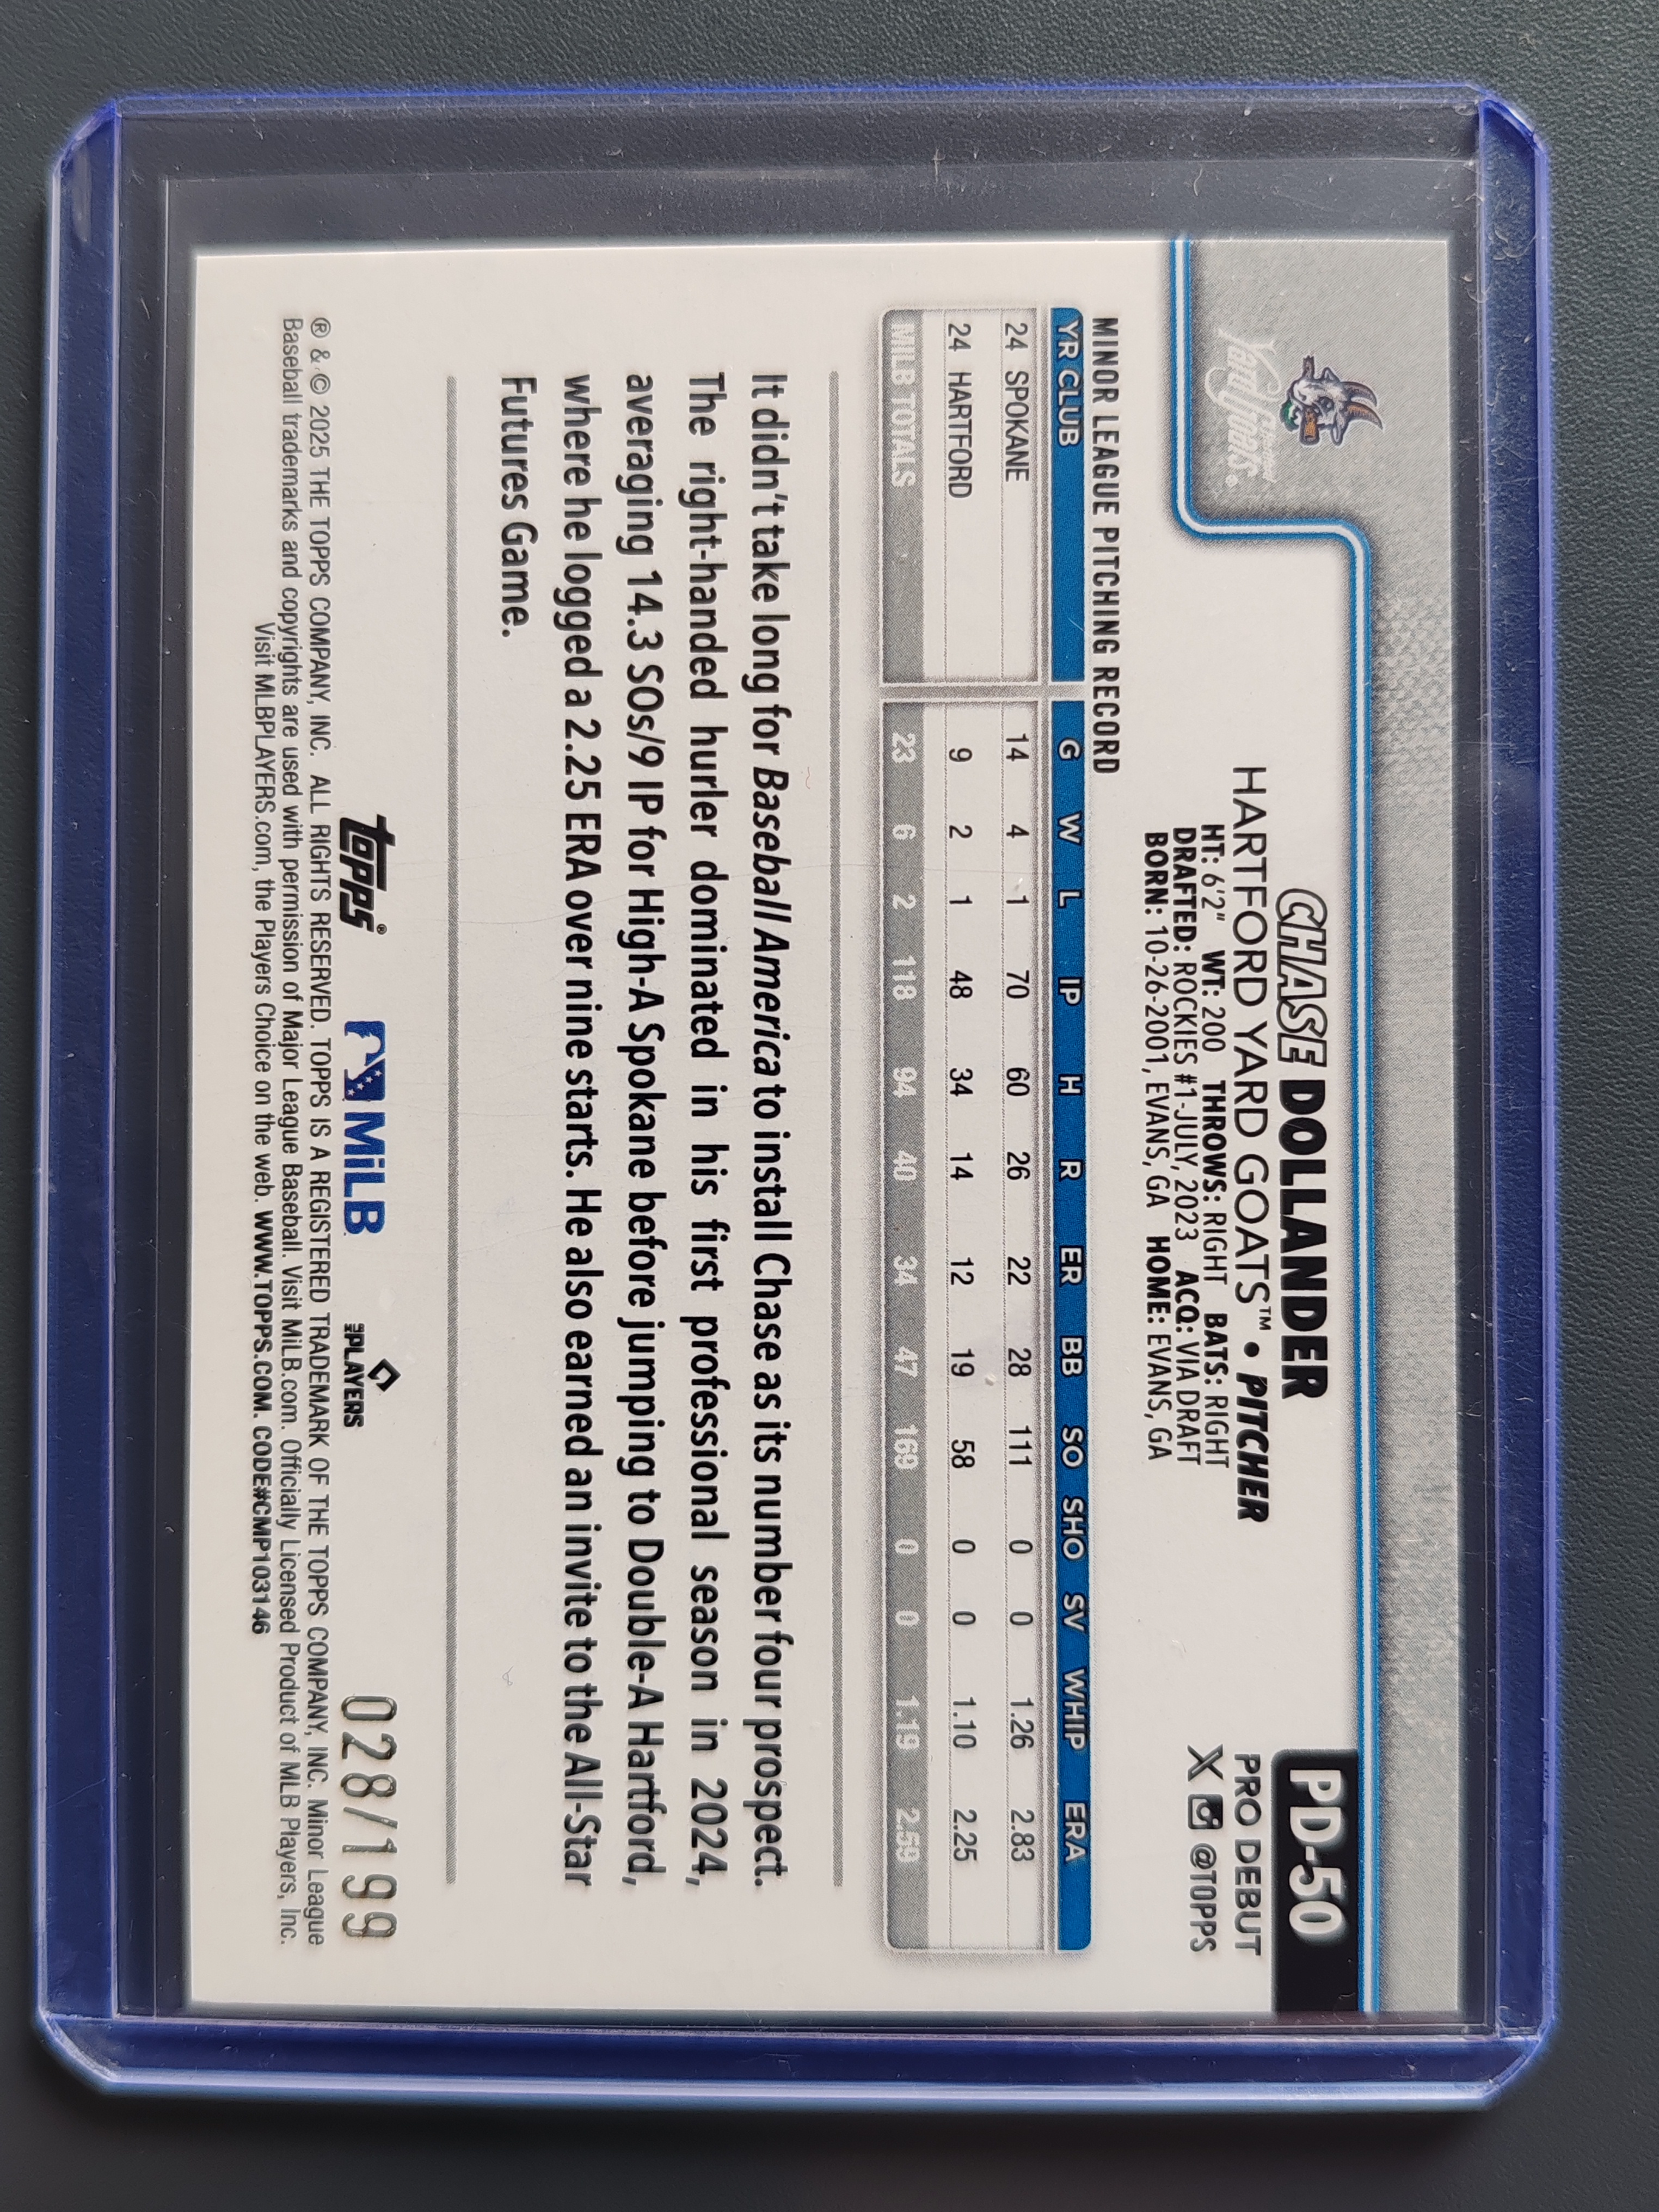 Hartford
Yard Goats.
CHASE DOLLANDER
HARTFORD YARD GOATS™ • PITCHER
HT: 6'2" WT: 200 THROWS: RIGHT BATS: RIGHT
DRAFTED: ROCKIES #1-JULY, 2023 ACQ: VIA DRAFT
BORN: 10-26-2001, EVANS, GA HOME: EVANS, GA
PD-50
PRO DEBUT
X @TOPPS
MINOR LEAGUE PITCHING RECORD
YR CLUB G W L IP H R ER BB SO SHO SV WHIP ERA
24 SPOKANE 14 4 1 70 60 26 22 28 111 0 0 1.26 2.83
24 HARTFORD 9 2 1 48 34 14 12 19 58 0 0 1.10 2.25
MILB TOTALS 23 6 2 118 94 40 34 47 169 0 0 1.19 2.59
It didn't take long for Baseball America to install Chase as its number four prospect.
The right-handed hurler dominated in his first professional season in 2024,
averaging 14.3 SOs/9 IP for High-A Spokane before jumping to Double-A Hartford,
where he logged a 2.25 ERA over nine starts. He also earned an invite to the All-Star
Futures Game.
topps® MiLB MLB PLAYERS 028/199
® & © 2025 THE TOPPS COMPANY, INC. ALL RIGHTS RESERVED. TOPPS IS A REGISTERED TRADEMARK OF THE TOPPS COMPANY, INC. Minor League
Baseball trademarks and copyrights are used with permission of Major League Baseball. Visit MiLB.com. Officially Licensed Product of MLB Players, Inc.
Visit MLBPLAYERS.com, the Players Choice on the web. WWW.TOPPS.COM. CODE#CMP103146